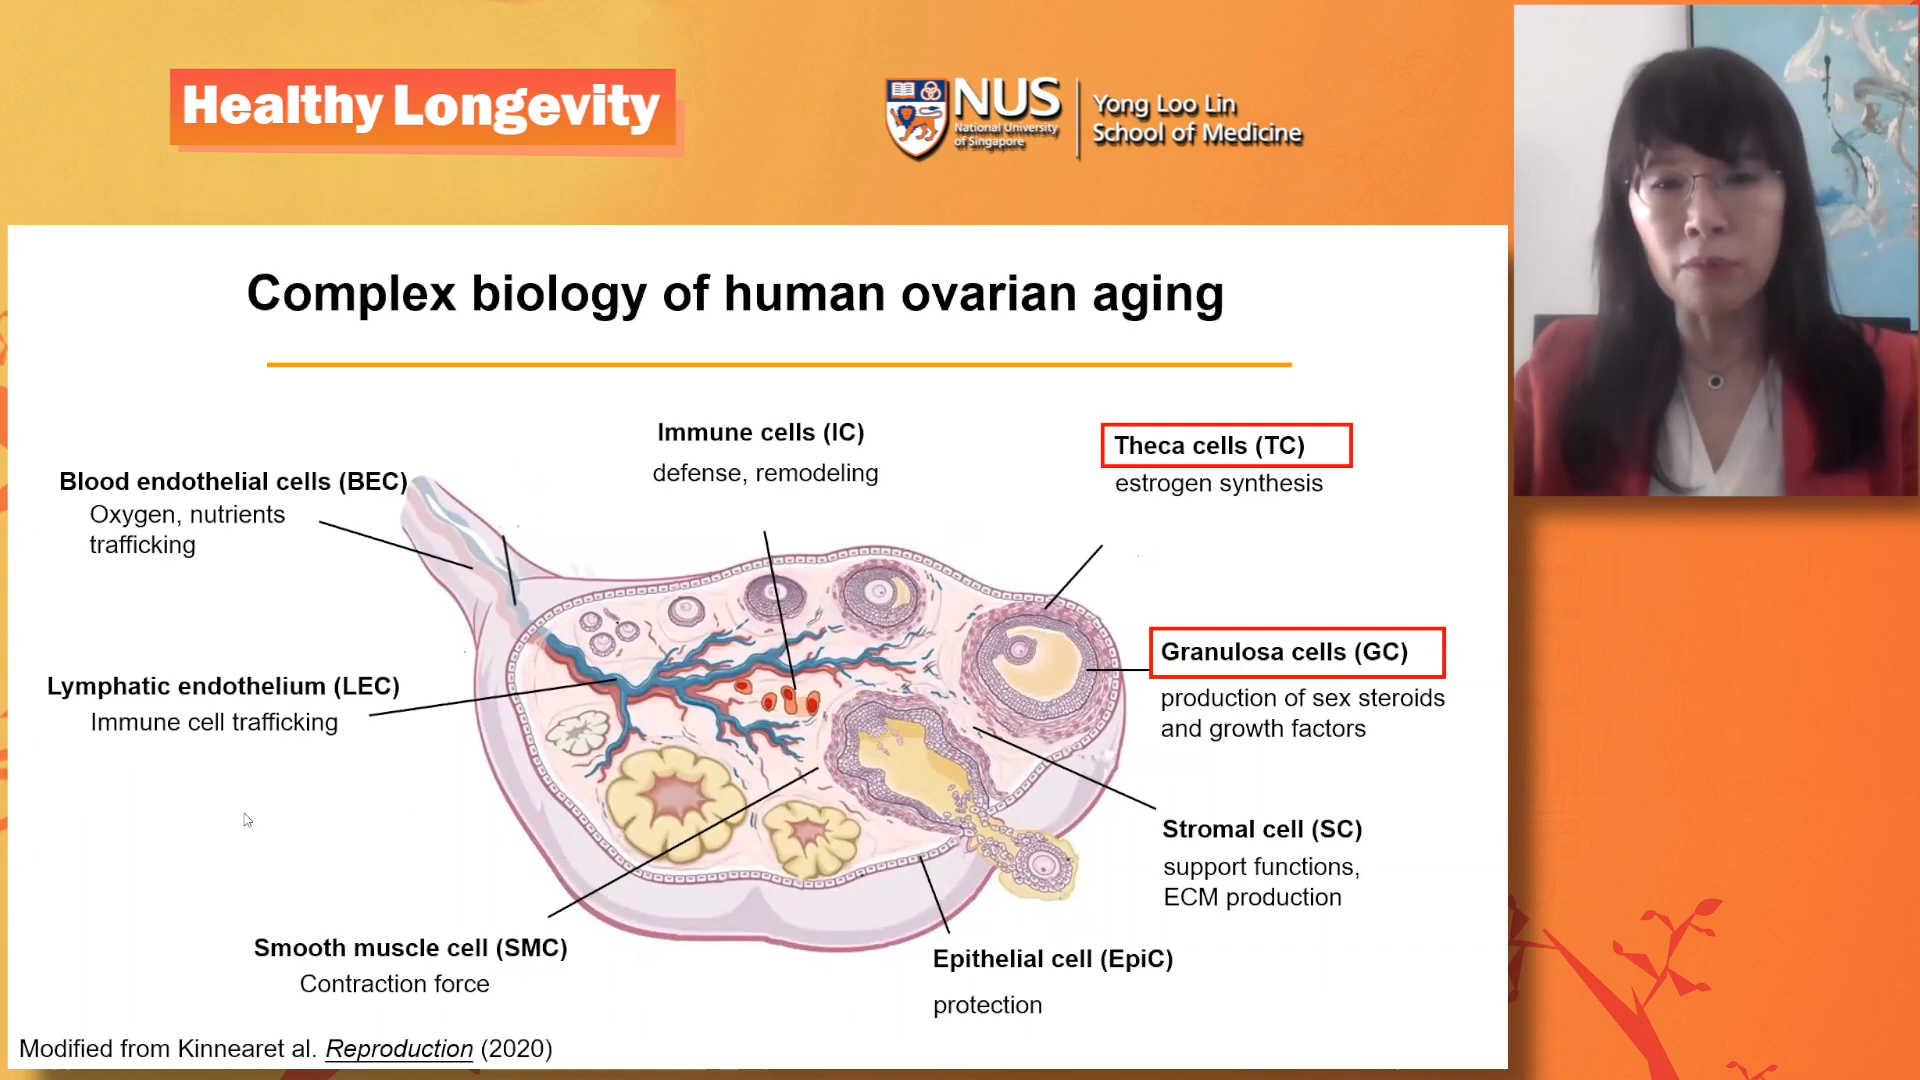 Healthy Longevity
NUS
National University
of Singapore
Yong Loo Lin
School of Medicine
Complex biology of human ovarian aging
Immune cells (IC)
defense, remodeling
Theca cells (TC)
estrogen synthesis
Blood endothelial cells (BEC)
Oxygen, nutrients
trafficking
Granulosa cells (GC)
production of sex steroids
and growth factors
Lymphatic endothelium (LEC)
Immune cell trafficking
Stromal cell (SC)
support functions,
ECM production
Smooth muscle cell (SMC)
Contraction force
Epithelial cell (EpiC)
protection
Modified from Kinnearet al. Reproduction (2020)